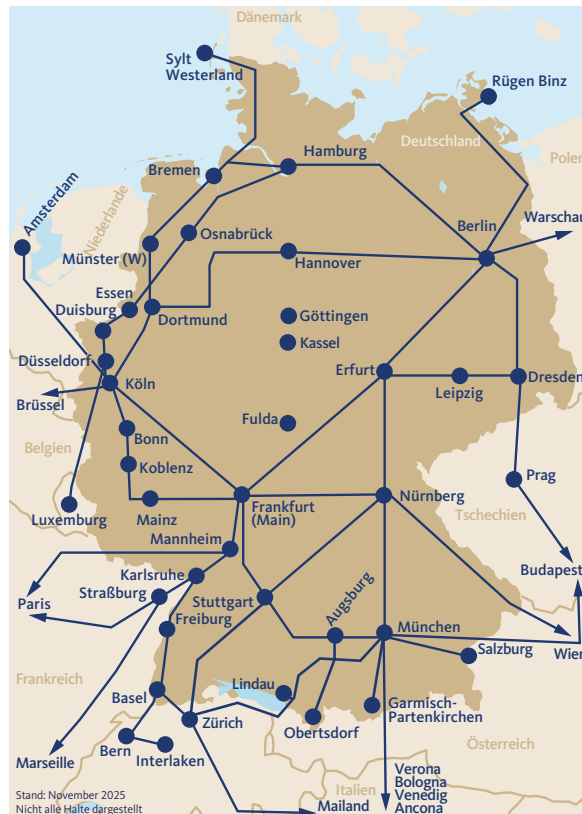 Dänemark
Sylt
Westerland
Rügen Binz
Deutschland
Hamburg
Bremen
Polen
Amsterdam
Niederlande
Osnabrück
Berlin
Warschau
Münster (W)
Hannover
Essen
Duisburg
Dortmund
Göttingen
Kassel
Düsseldorf
Köln
Erfurt
Leipzig
Dresden
Brüssel
Fulda
Bonn
Belgien
Koblenz
Prag
Luxemburg
Mainz
Frankfurt
(Main)
Nürnberg
Tschechien
Mannheim
Budapest
Karlsruhe
Straßburg
Paris
Stuttgart
Augsburg
Freiburg
München
Salzburg
Wien
Frankreich
Lindau
Basel
Zürich
Obertsdorf
Garmisch-
Partenkirchen
Bern
Interlaken
Marseille
Österreich
Verona
Bologna
Venedig
Ancona
Italien
Mailand
Stand: November 2025
Nicht alle Halte dargestellt